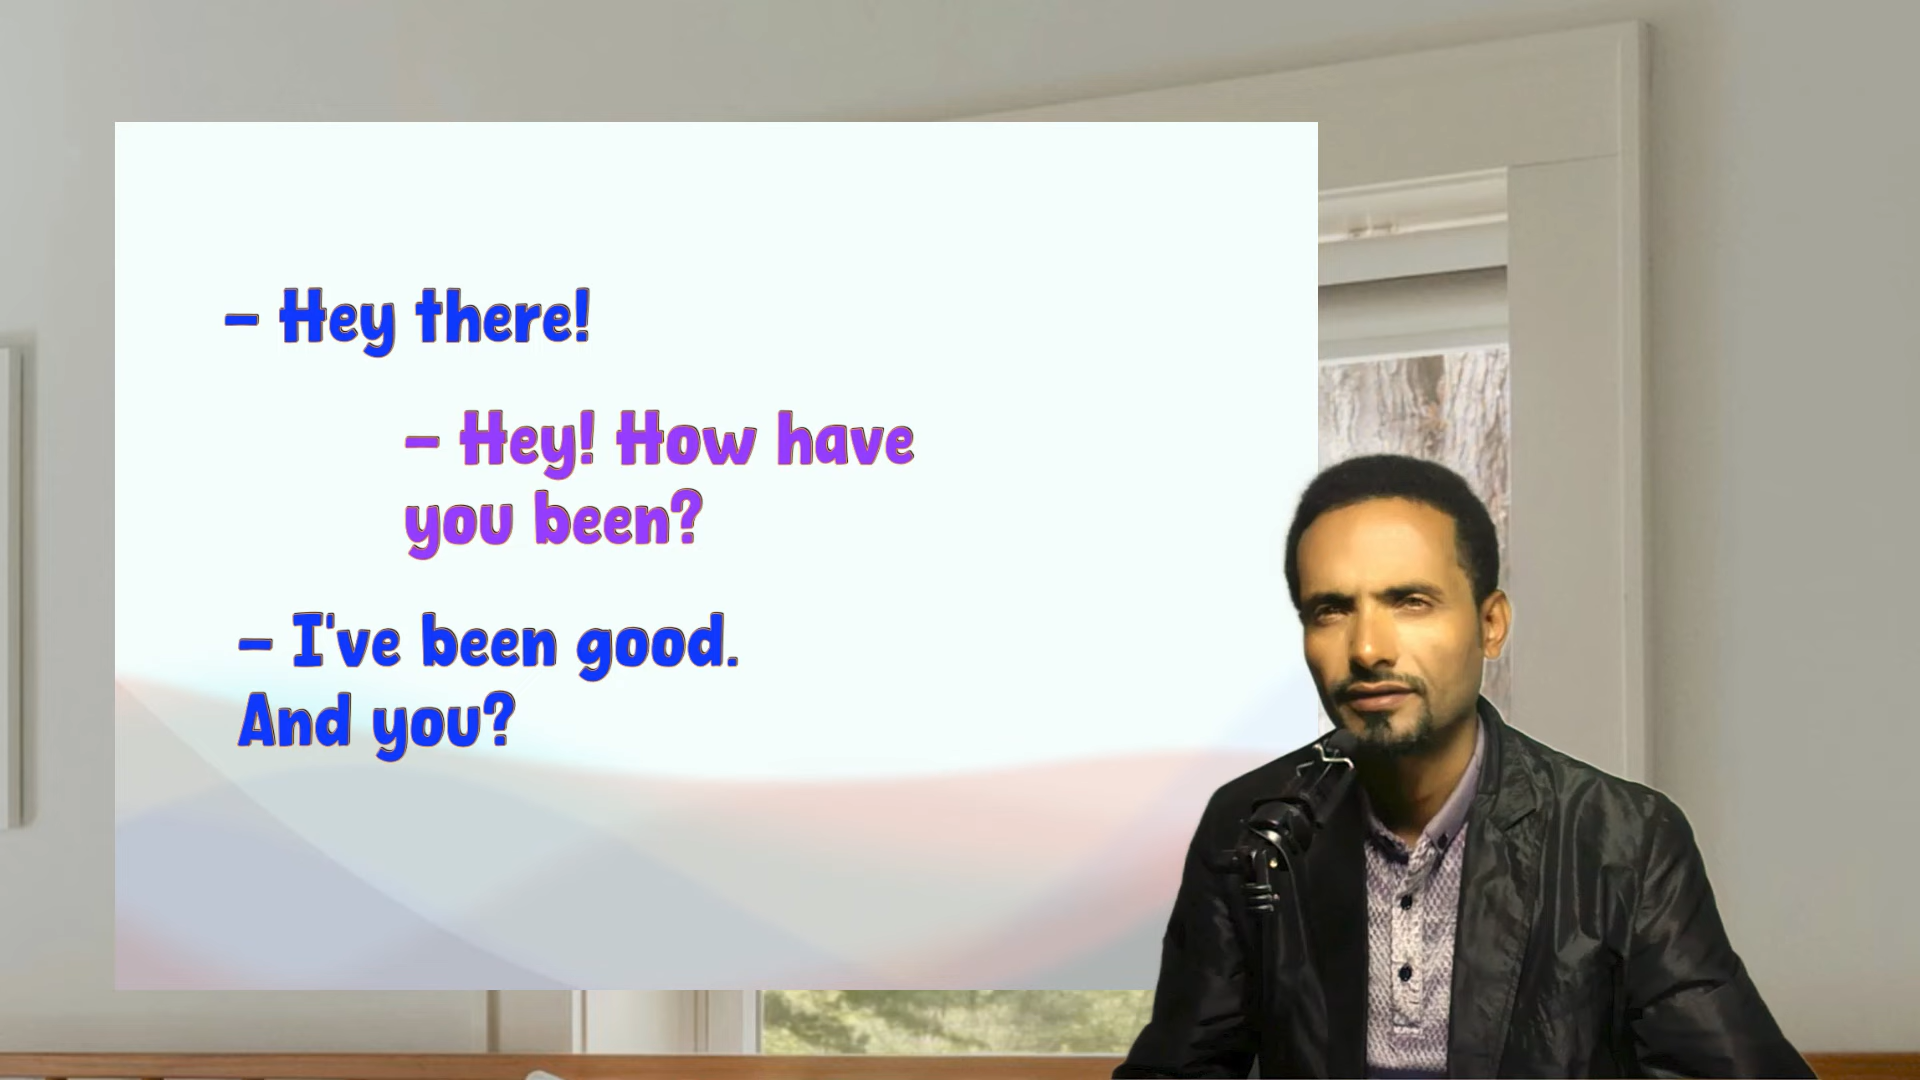 – Hey there!
– Hey! How have
you been?
– I've been good.
And you?